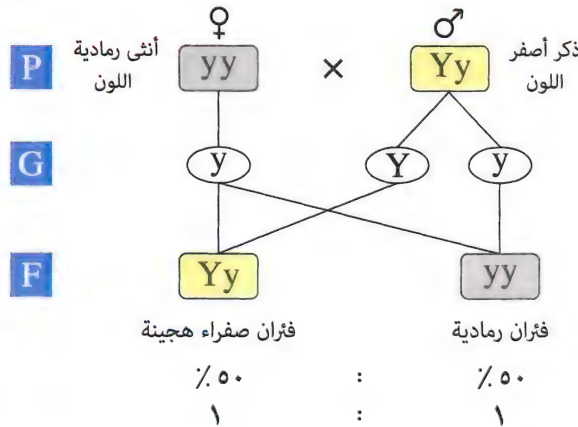 ♀ ♂
P أنثى رمادية اللون yy × Yy ذكر أصفر اللون
G y Y y
F Yy yy
فئران صفراء هجينة فئران رمادية
٥٠٪ : ٥٠٪
١ : ١